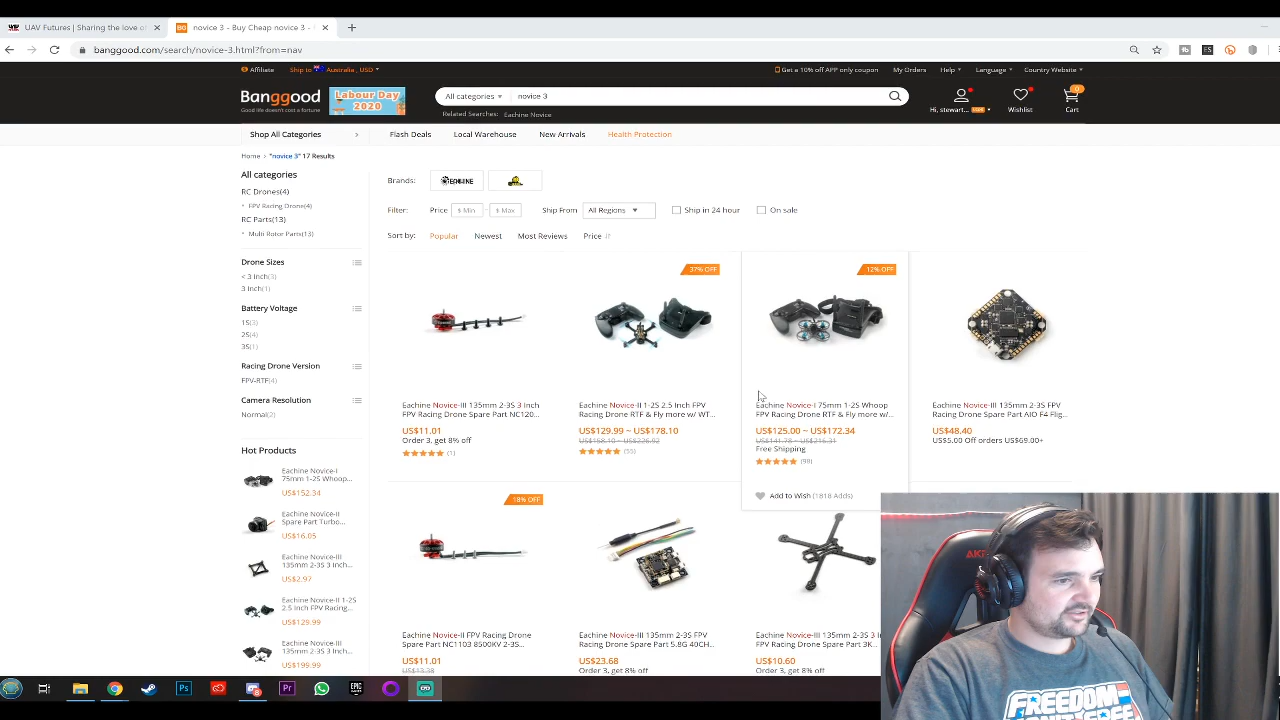 UAV Futures | Sharing the love of
novice 3 - Buy Cheap novice 3 -
banggood.com/search/novice-3.html?from=nav
Affiliate
Ship to Australia , USD
Get a 10% off APP only coupon
My Orders
Help
Language
Country Website
Banggood
Good life doesn't cost a fortune
Labour Day
2020
All categories
novice 3
Related Searches: Eachine Novice
Hi, stewart...
Wishlist
0
Cart
Shop All Categories
Flash Deals
Local Warehouse
New Arrivals
Health Protection
Home › "novice 3" 17 Results
All categories
RC Drones(4)
FPV Racing Drone(4)
RC Parts(13)
Multi Rotor Parts(13)
Drone Sizes
< 3 Inch(3)
3 Inch(1)
Battery Voltage
1S(3)
2S(4)
3S(1)
Racing Drone Version
FPV-RTF(4)
Camera Resolution
Normal(2)
Hot Products
Eachine Novice-I
75mm 1-2S Whoop...
US$152.34
Eachine Novice-II
Spare Part Turbo...
US$16.05
Eachine Novice-III
135mm 2-3S 3 Inch...
US$2.97
Eachine Novice-II 1-2S
2.5 Inch FPV Racing...
US$129.99
Eachine Novice-III
135mm 2-3S 3 Inch...
US$199.99
Brands:
EACHINE
Filter:
Price
$ Min
-
$ Max
Ship From
All Regions
Ship in 24 hour
On sale
Sort by:
Popular
Newest
Most Reviews
Price
Eachine Novice-III 135mm 2-3S 3 Inch
FPV Racing Drone Spare Part NC120...
US$11.01
Order 3, get 8% off
(1)
37% OFF
Eachine Novice-II 1-2S 2.5 Inch FPV
Racing Drone RTF & Fly more w/ WT...
US$129.99 ~ US$178.10
US$158.10 ~ US$226.92
12% OFF
Eachine Novice-I 75mm 1-2S Whoop
FPV Racing Drone RTF & Fly more w/...
US$125.00 ~ US$172.34
US$141.78 ~ US$216.31
Free Shipping
(98)
Add to Wish (1818 Adds)
Eachine Novice-III 135mm 2-3S FPV
Racing Drone Spare Part AIO F4 Flig...
US$48.40
US$5.00 Off orders US$69.00+
18% OFF
Eachine Novice-II FPV Racing Drone
Spare Part NC1103 8500KV 2-3S...
US$11.01
US$13.38
Eachine Novice-III 135mm 2-3S FPV
Racing Drone Spare Part 5.8G 40CH...
US$23.68
Order 3, get 8% off
Eachine Novice-III 135mm 2-3S 3 I
FPV Racing Drone Spare Part 3K...
US$10.60
Order 3, get 8% off
FREEDOM